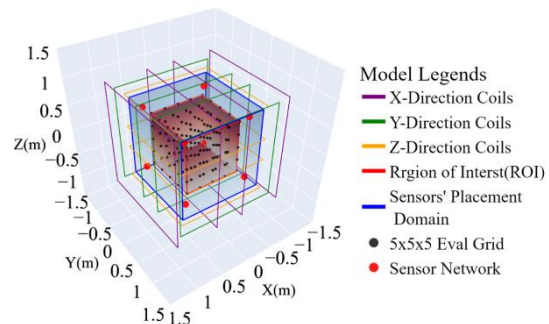 1.5
1
0.5
Z(m) 0
−0.5
−1
−1.5
−1.5
−1
−0.5
0
Y(m) 0.5
1
1.5
1.5
1
0.5
X(m) 0
−0.5
−1
−1.5
Model Legends
X-Direction Coils
Y-Direction Coils
Z-Direction Coils
Rrgion of Interst(ROI)
Sensors' Placement
Domain
5x5x5 Eval Grid
Sensor Network